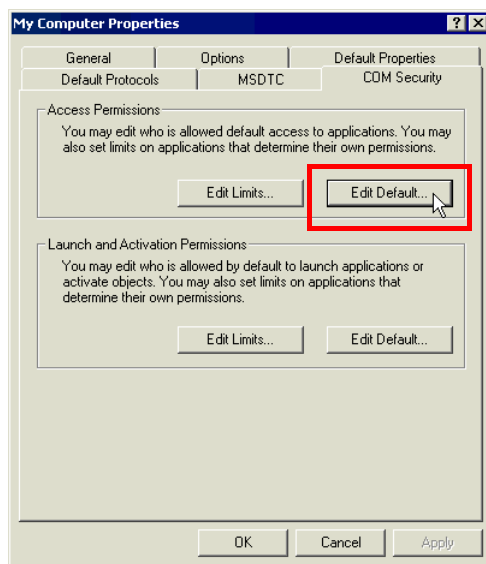 My Computer Properties
General Options Default Properties
Default Protocols MSDTC COM Security
Access Permissions
You may edit who is allowed default access to applications. You may
also set limits on applications that determine their own permissions.
Edit Limits... Edit Default...
Launch and Activation Permissions
You may edit who is allowed by default to launch applications or
activate objects. You may also set limits on applications that
determine their own permissions.
Edit Limits... Edit Default...
OK Cancel Apply